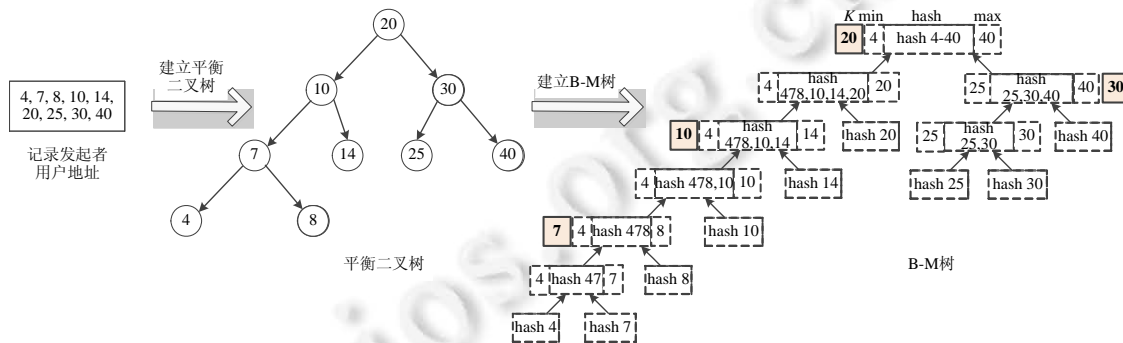 4, 7, 8, 10, 14,
20, 25, 30, 40
记录发起者
用户地址
建立平衡
二叉树
20
10
30
7
14
25
40
4
8
平衡二叉树
建立B-M树
K min hash max
20 4 hash 4-40 40
4 hash 478,10,14,20 20
25 hash 25,30,40 40 30
10 4 hash 478,10,14 14
hash 20
25 hash 25,30 30
hash 40
4 hash 478,10 10
hash 14
hash 25
hash 30
7 4 hash 478 8
hash 10
4 hash 47 7
hash 8
hash 4
hash 7
B-M树